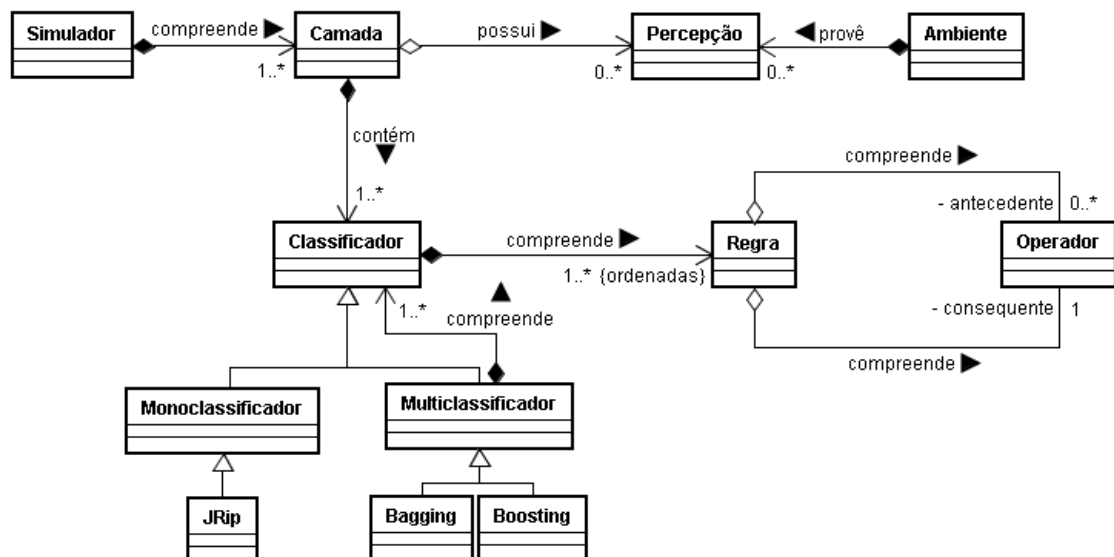 Simulador
compreende
1..*
Camada
possui
0..*
Percepção
provê
0..*
Ambiente
contém
1..*
Classificador
compreende
1..* {ordenadas}
Regra
compreende
- antecedente
0..*
Operador
- consequente
1
compreende
1..*
compreende
Monoclassificador
Multiclassificador
JRip
Bagging
Boosting